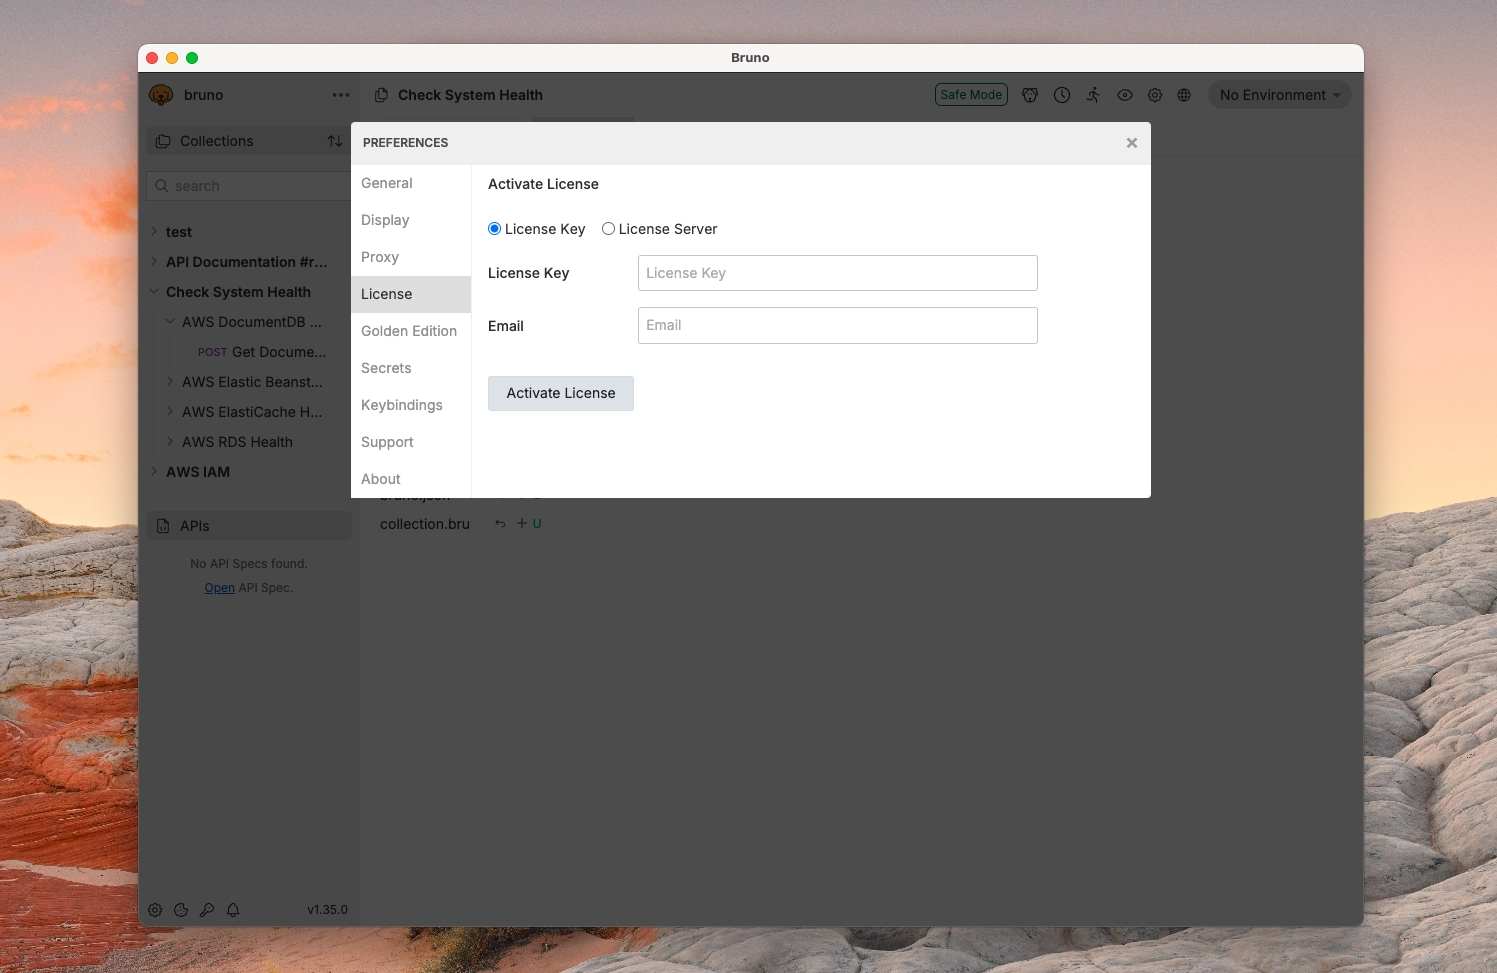 Bruno
bruno
Check System Health
Safe Mode
No Environment
Collections
search
test
API Documentation #r...
Check System Health
AWS DocumentDB ...
POST Get Docume...
AWS Elastic Beanst...
AWS ElastiCache H...
AWS RDS Health
AWS IAM
APIs
No API Specs found.
Open API Spec.
v1.35.0
PREFERENCES
General
Display
Proxy
License
Golden Edition
Secrets
Keybindings
Support
About
Activate License
License Key
License Server
License Key
License Key
Email
Email
Activate License
collection.bru
U